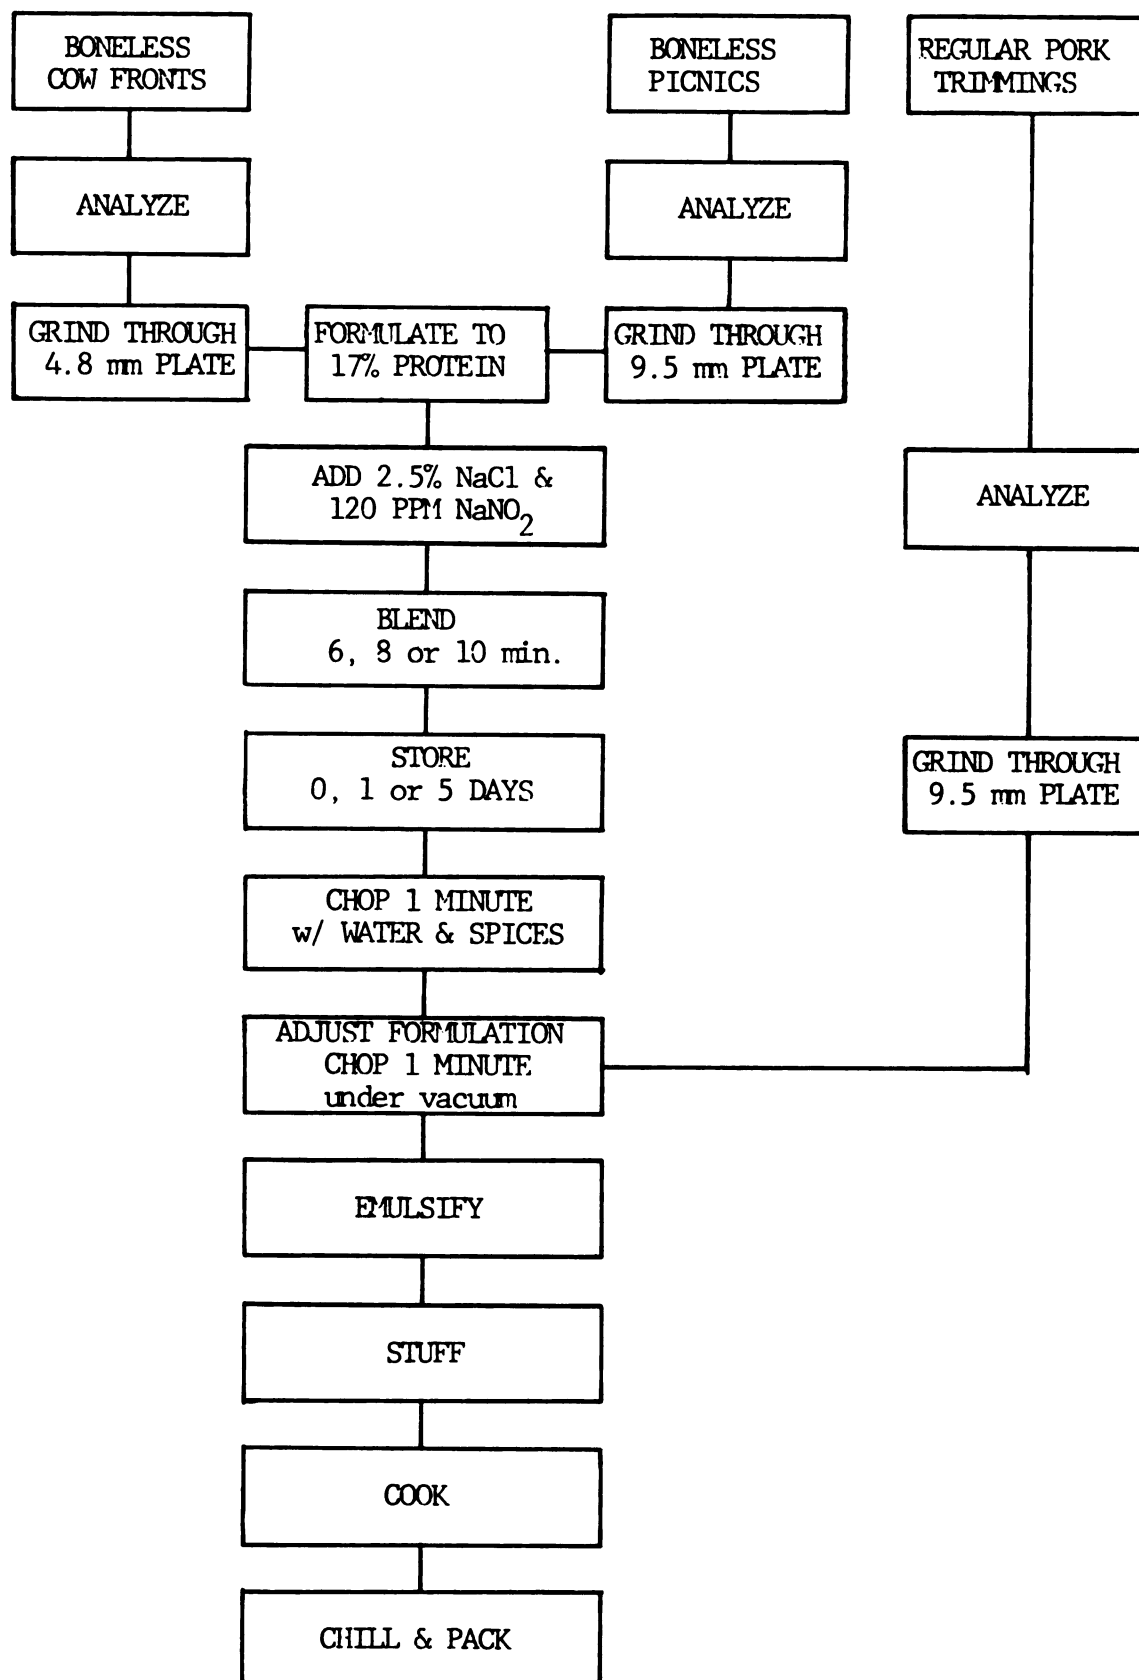 BONELESS
COW FRONTS
BONELESS
PICNICS
REGULAR PORK
TRIMMINGS
ANALYZE
ANALYZE
GRIND THROUGH
4.8 mm PLATE
FORMULATE TO
17% PROTEIN
GRIND THROUGH
9.5 mm PLATE
ADD 2.5% NaCl &
120 PPM NaNO2
ANALYZE
BLEND
6, 8 or 10 min.
STORE
0, 1 or 5 DAYS
GRIND THROUGH
9.5 mm PLATE
CHOP 1 MINUTE
w/ WATER & SPICES
ADJUST FORMULATION
CHOP 1 MINUTE
under vacuum
EMULSIFY
STUFF
COOK
CHILL & PACK